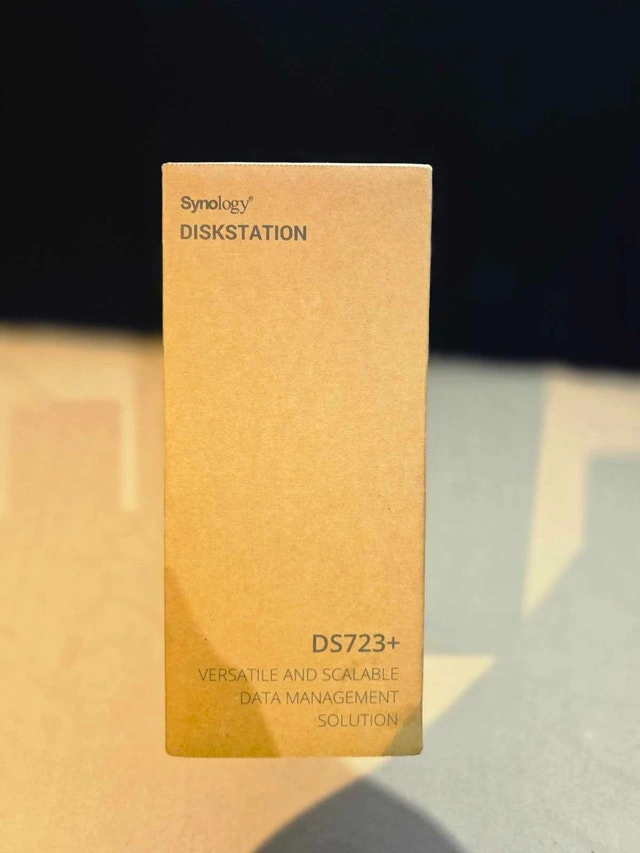 Synology®
DISKSTATION
DS723+
VERSATILE AND SCALABLE
DATA MANAGEMENT
SOLUTION